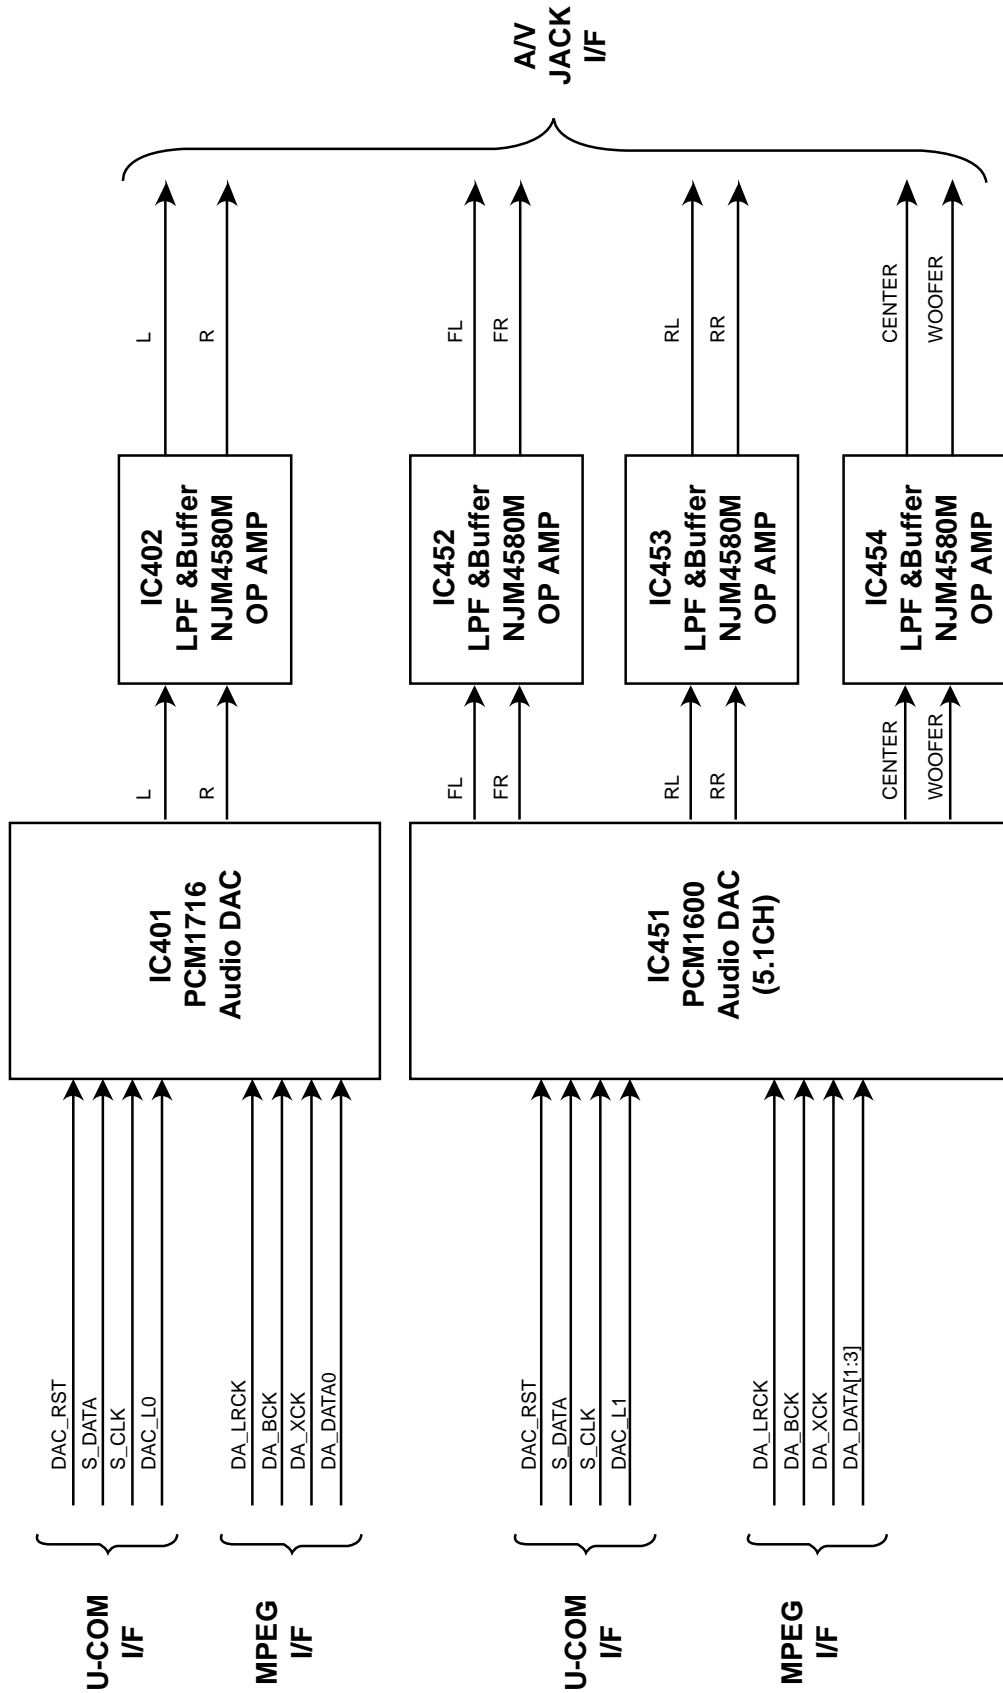 U-COM
I/F
DAC_RST
S_DATA
S_CLK
DAC_L0
MPEG
I/F
DA_LRCK
DA_BCK
DA_XCK
DA_DATA0
IC401
PCM1716
Audio DAC
L
R
IC402
LPF &Buffer
NJM4580M
OP AMP
L
R
U-COM
I/F
DAC_RST
S_DATA
S_CLK
DAC_L1
MPEG
I/F
DA_LRCK
DA_BCK
DA_XCK
DA_DATA[1:3]
IC451
PCM1600
Audio DAC
(5.1CH)
FL
FR
RL
RR
CENTER
WOOFER
IC452
LPF &Buffer
NJM4580M
OP AMP
FL
FR
IC453
LPF &Buffer
NJM4580M
OP AMP
RL
RR
IC454
LPF &Buffer
NJM4580M
OP AMP
CENTER
WOOFER
A/V
JACK
I/F